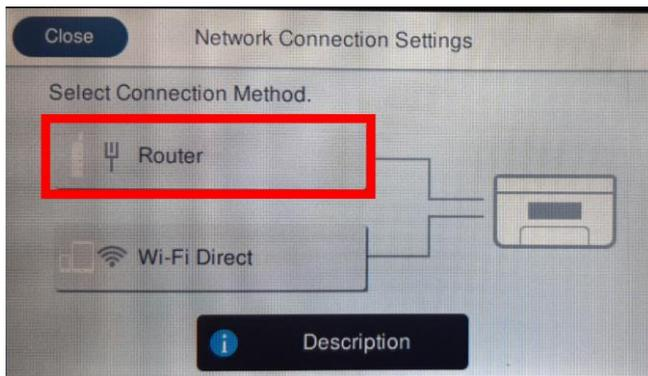 Close
Network Connection Settings
Select Connection Method.
Router
Wi-Fi Direct
i
Description